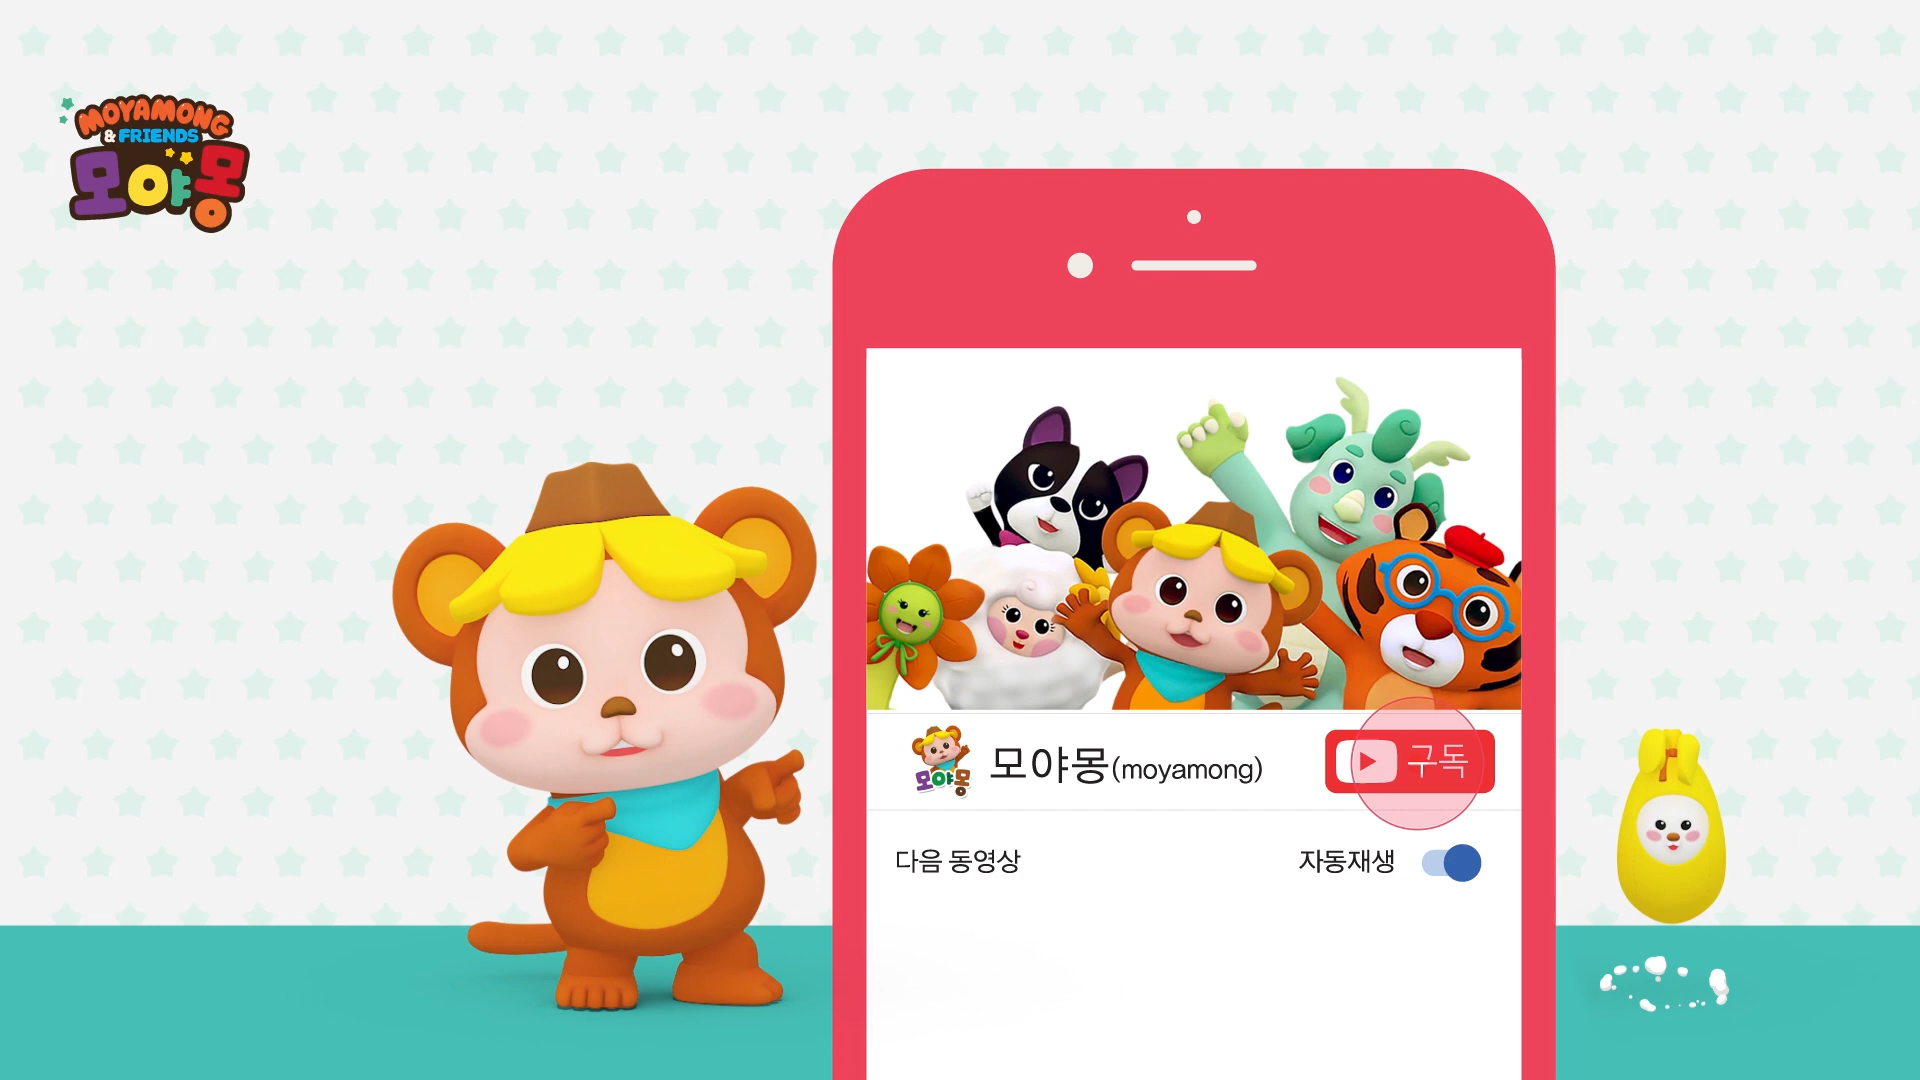 MOYAMONG
& FRIENDS
모야몽
모야몽
모야몽(moyamong)
구독
다음 동영상
자동재생